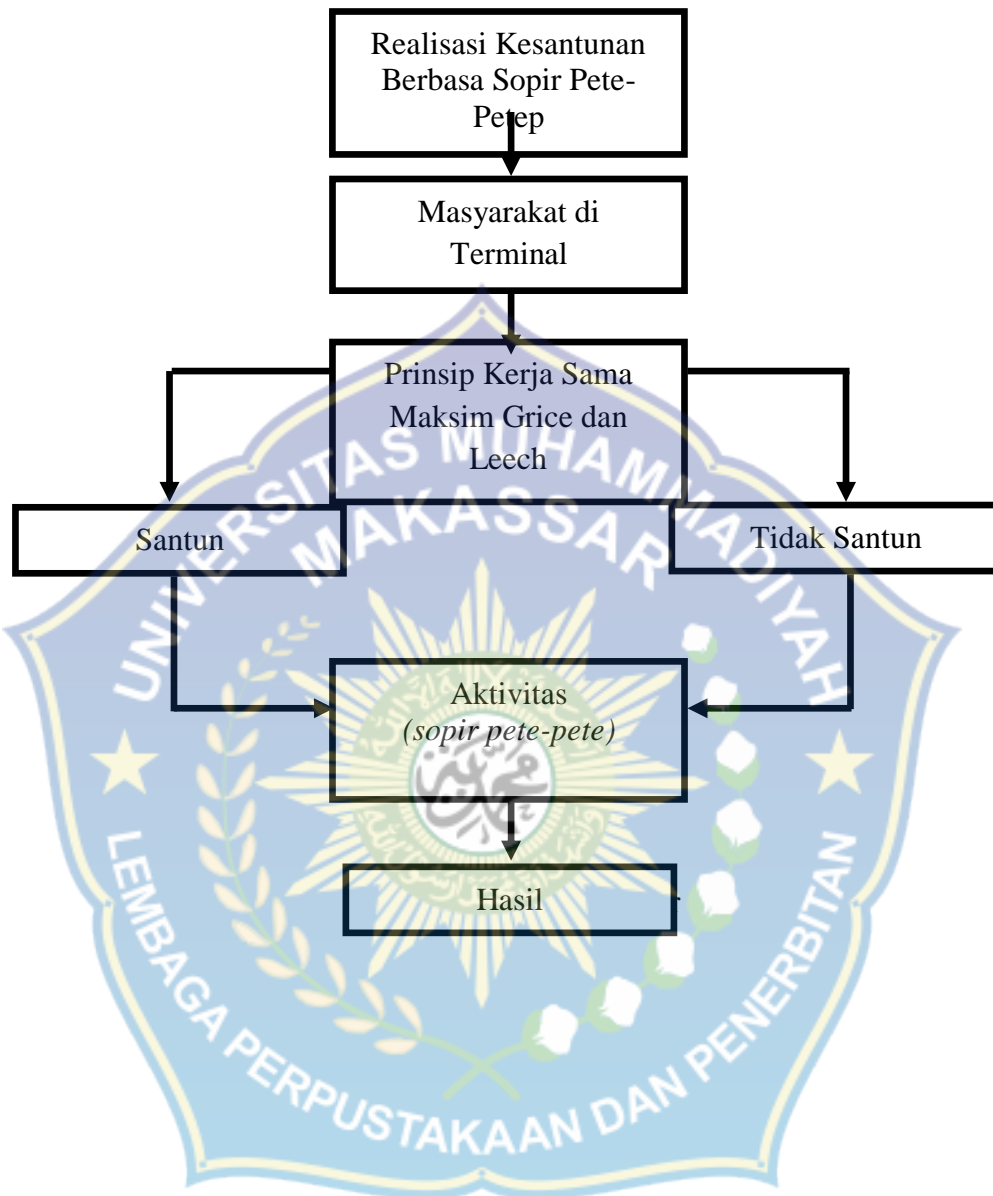 Realisasi Kesantunan
Berbasa Sopir Pete-
Petep
Masyarakat di
Terminal
Prinsip Kerja Sama
Maksim Grice dan
Leech
Santun
Tidak Santun
Aktivitas
(sopir pete-pete)
Hasil
UNIVERSITAS MUHAMMADIYAH
MAKASSAR
LEMBAGA PERPUSTAKAAN DAN PENERBITAN